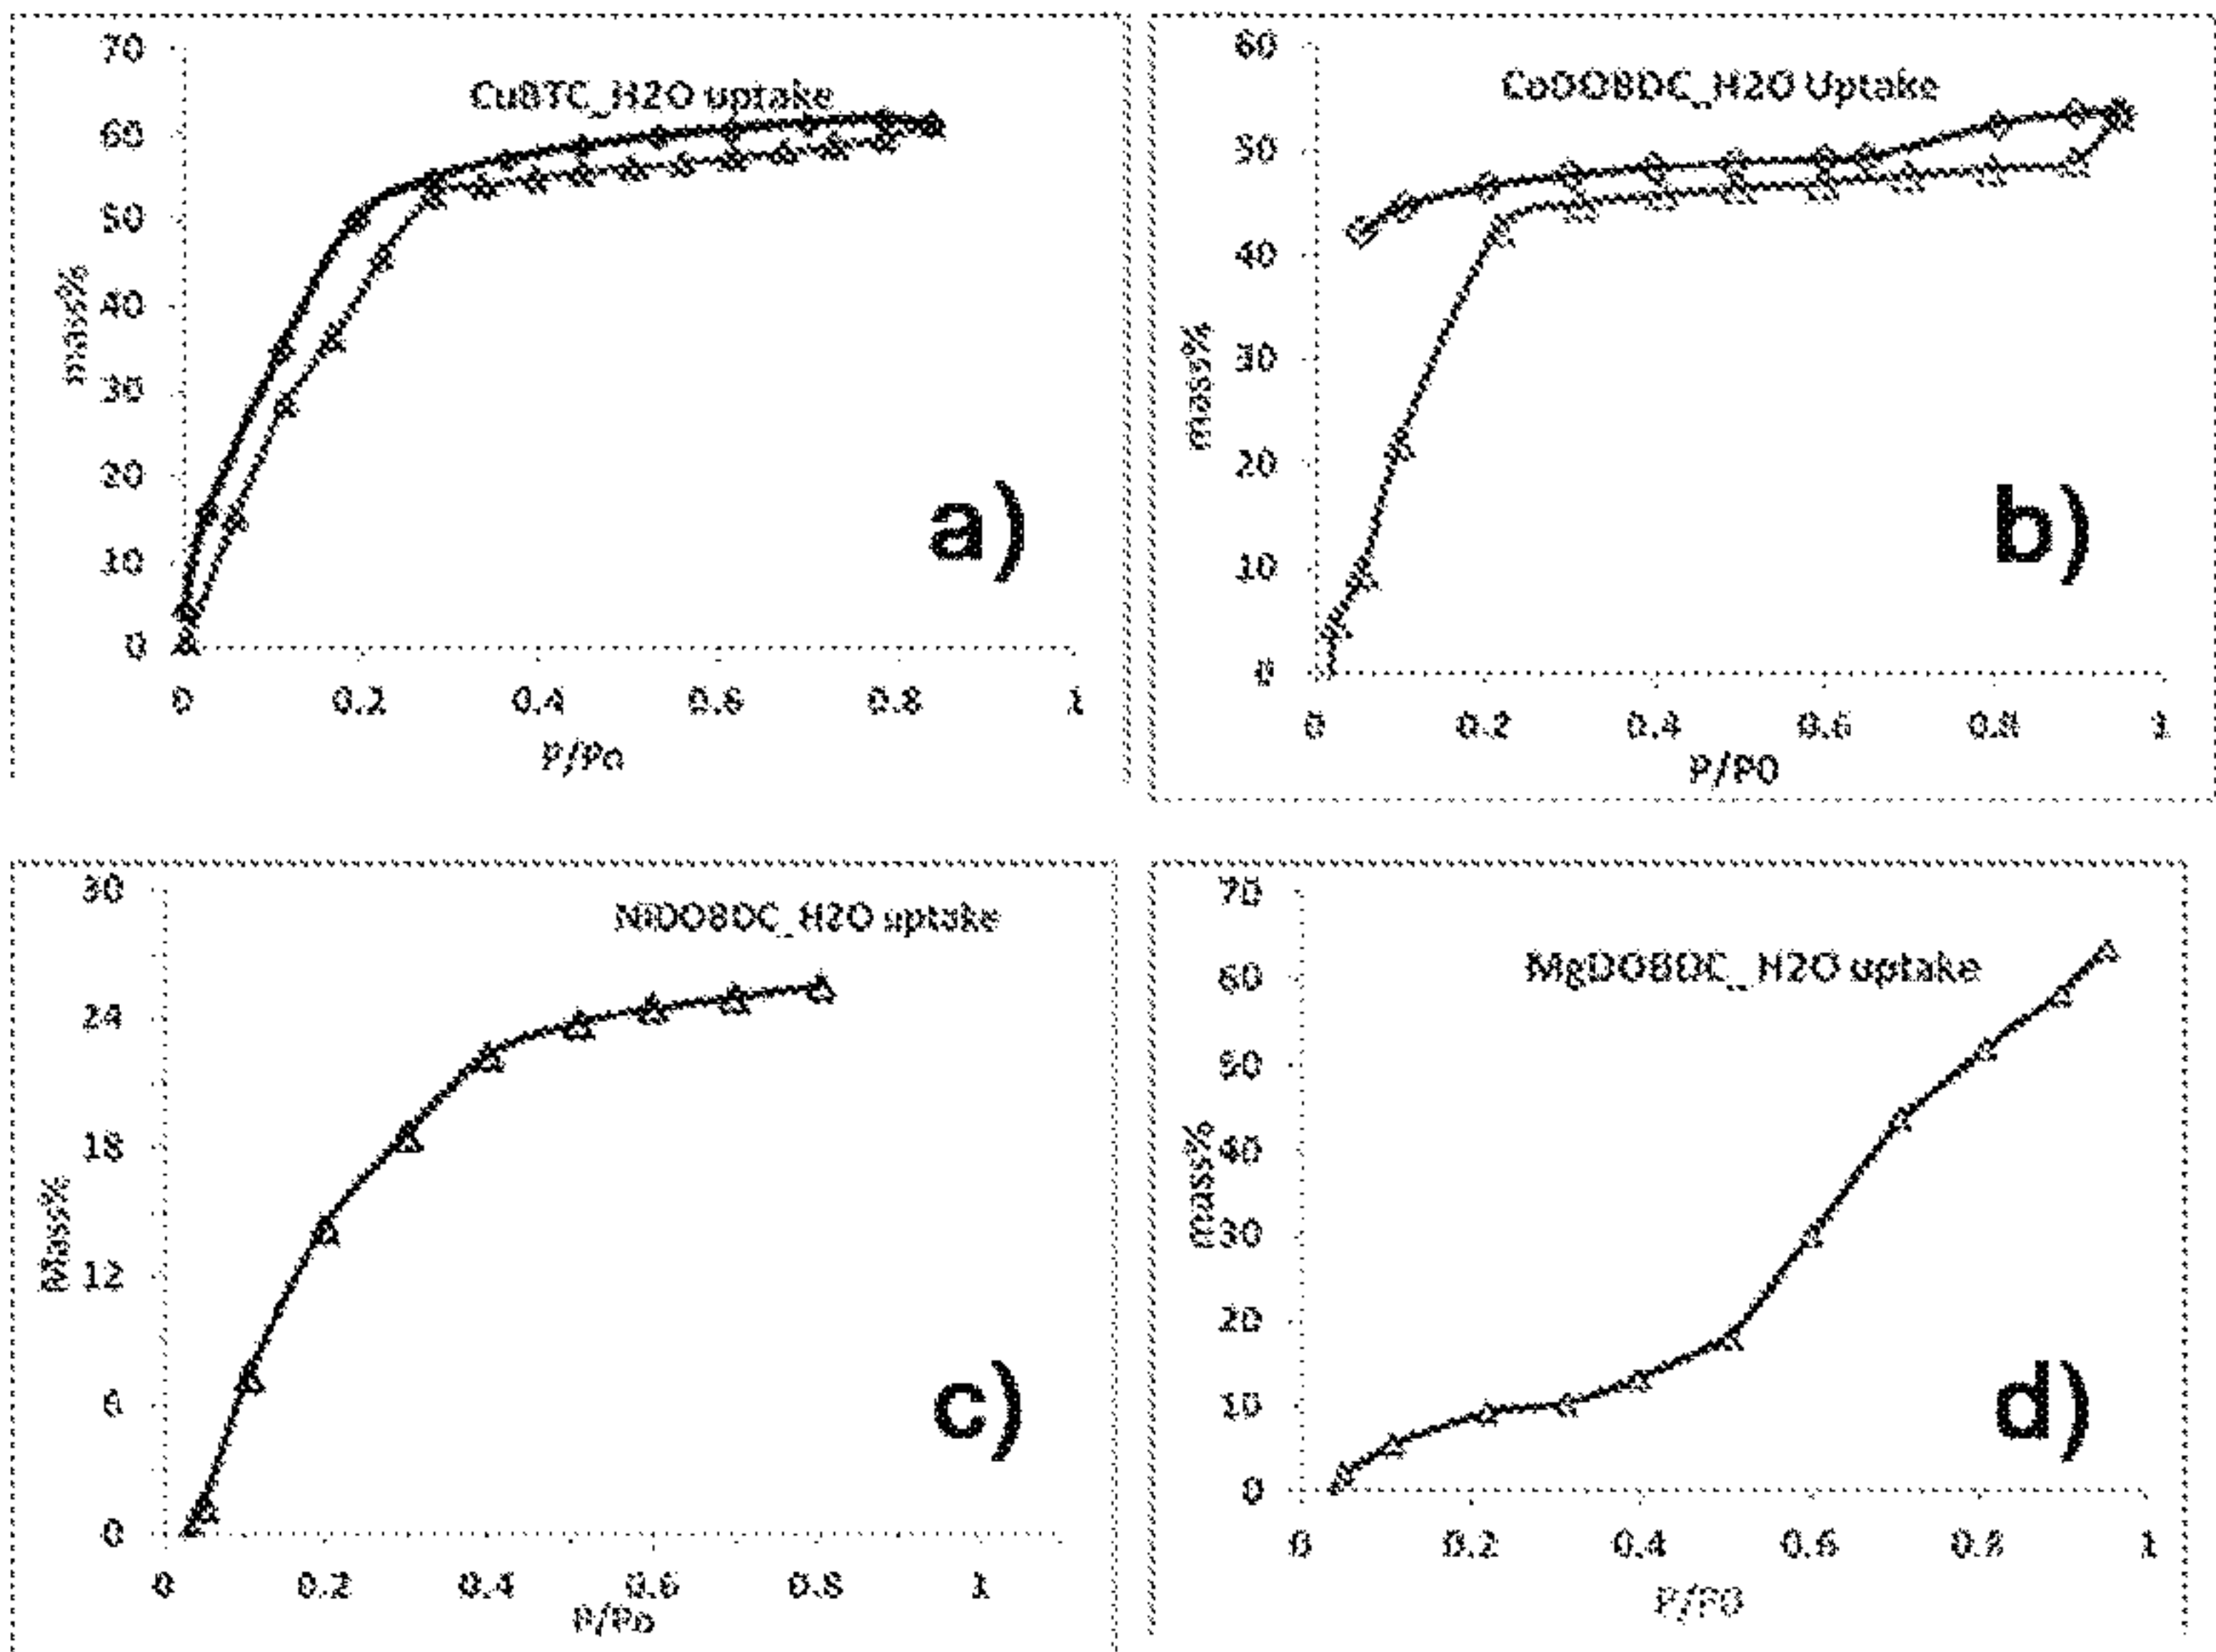 CuBTC_H2O uptake
70
60
50
40
30
20
10
0
mass%
0 0.2 0.4 0.6 0.8 1
P/Po
a)
CoDOBDC_H2O Uptake
60
50
40
30
20
10
0
mass%
0 0.2 0.4 0.6 0.8 1
P/P0
b)
NiDOBDC_H2O uptake
30
24
18
12
6
0
Mass%
0 0.2 0.4 0.6 0.8 1
P/Po
c)
MgDOBDC_H2O uptake
70
60
50
40
30
20
10
0
mass%
0 0.2 0.4 0.6 0.8 1
P/P0
d)